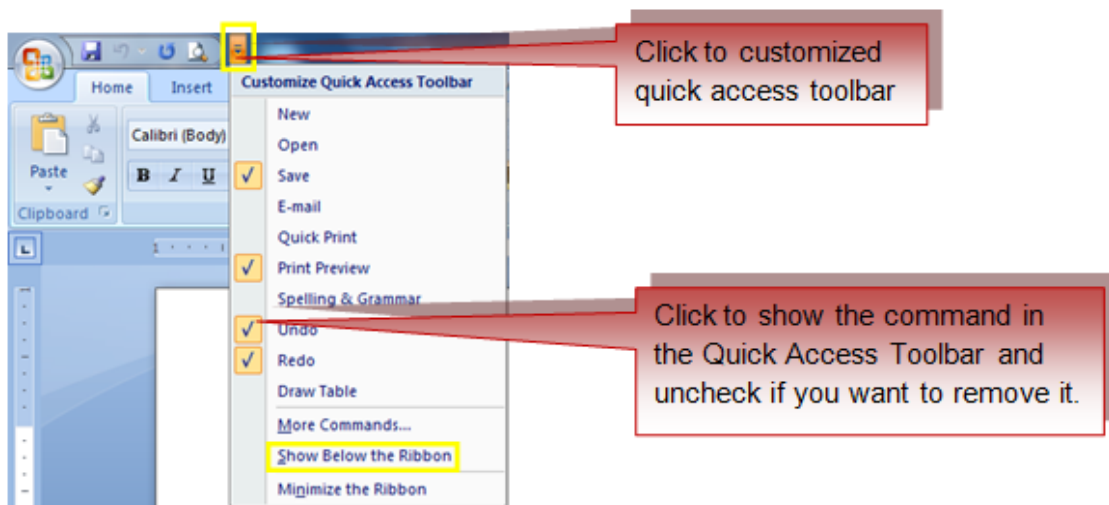 Click to customized
quick access toolbar
Home Insert
Customize Quick Access Toolbar
Calibri (Body)
Paste
B I U
Clipboard
L
1
New
Open
Save
E-mail
Quick Print
Print Preview
Spelling & Grammar
Undo
Redo
Draw Table
More Commands...
Show Below the Ribbon
Minimize the Ribbon
Click to show the command in
the Quick Access Toolbar and
uncheck if you want to remove it.